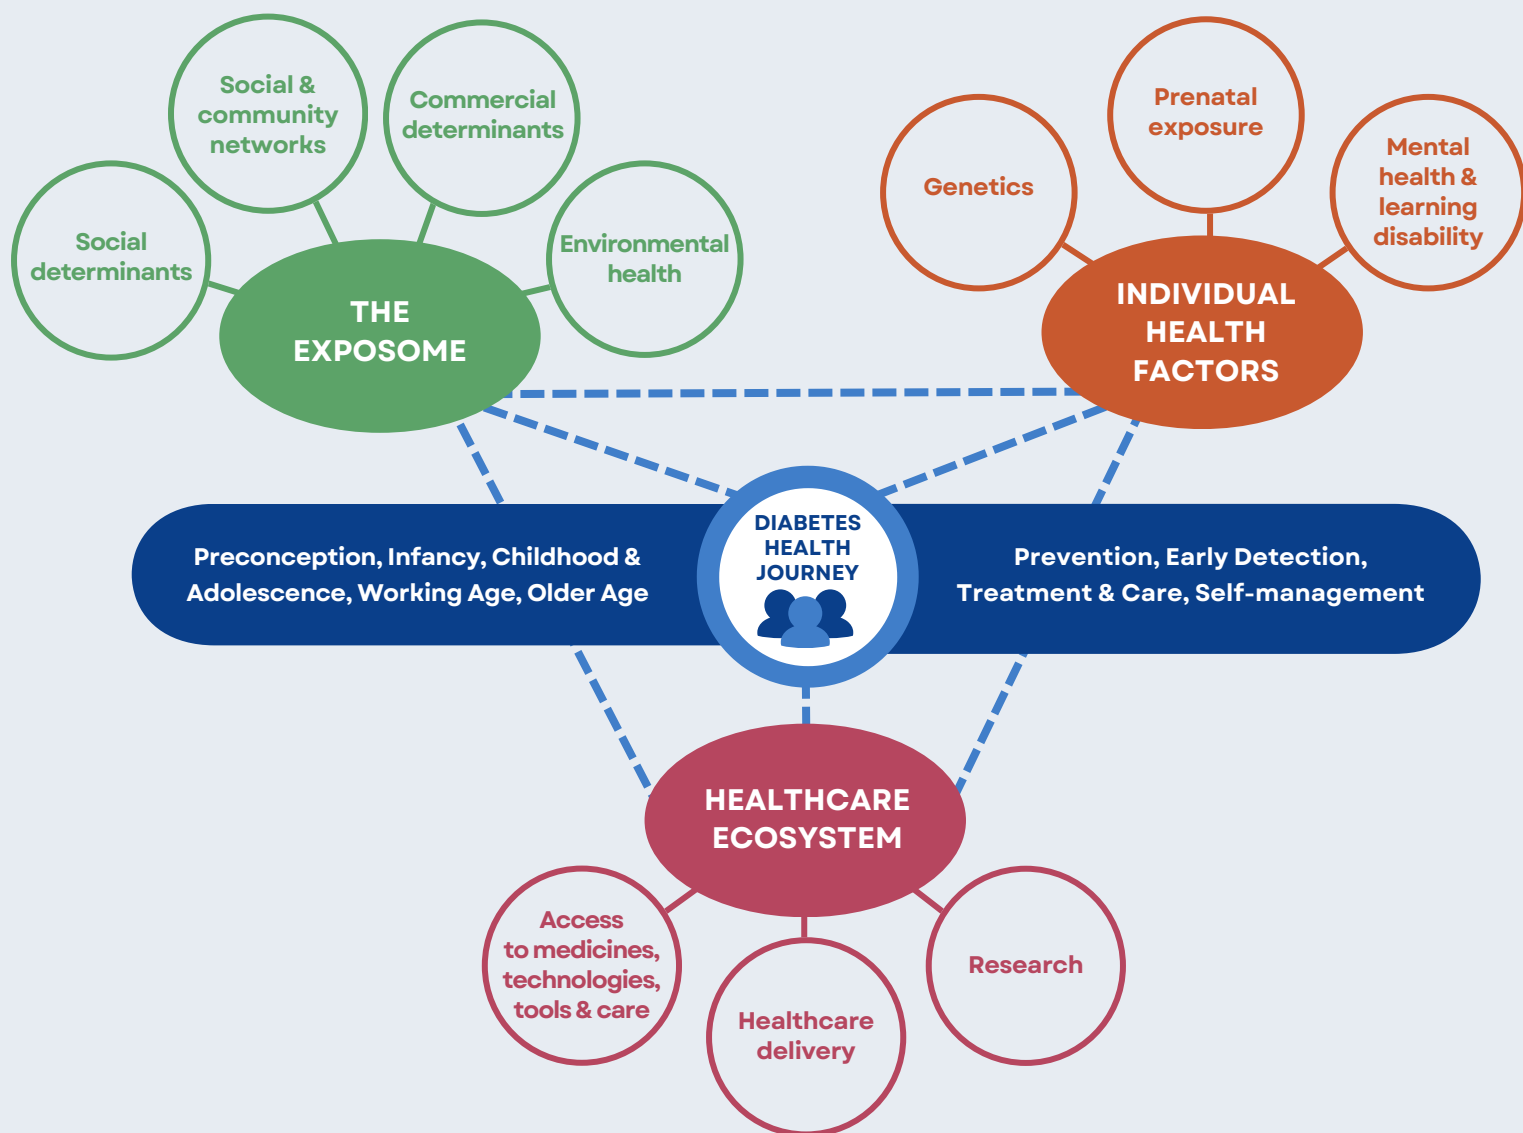 Social &
community
networks
Commercial
determinants
Social
determinants
Environmental
health
THE
EXPOSOME
Genetics
Prenatal
exposure
Mental
health &
learning
disability
INDIVIDUAL
HEALTH
FACTORS
Preconception, Infancy, Childhood &
Adolescence, Working Age, Older Age
DIABETES
HEALTH
JOURNEY
Prevention, Early Detection,
Treatment & Care, Self-management
HEALTHCARE
ECOSYSTEM
Access
to medicines,
technologies,
tools & care
Healthcare
delivery
Research